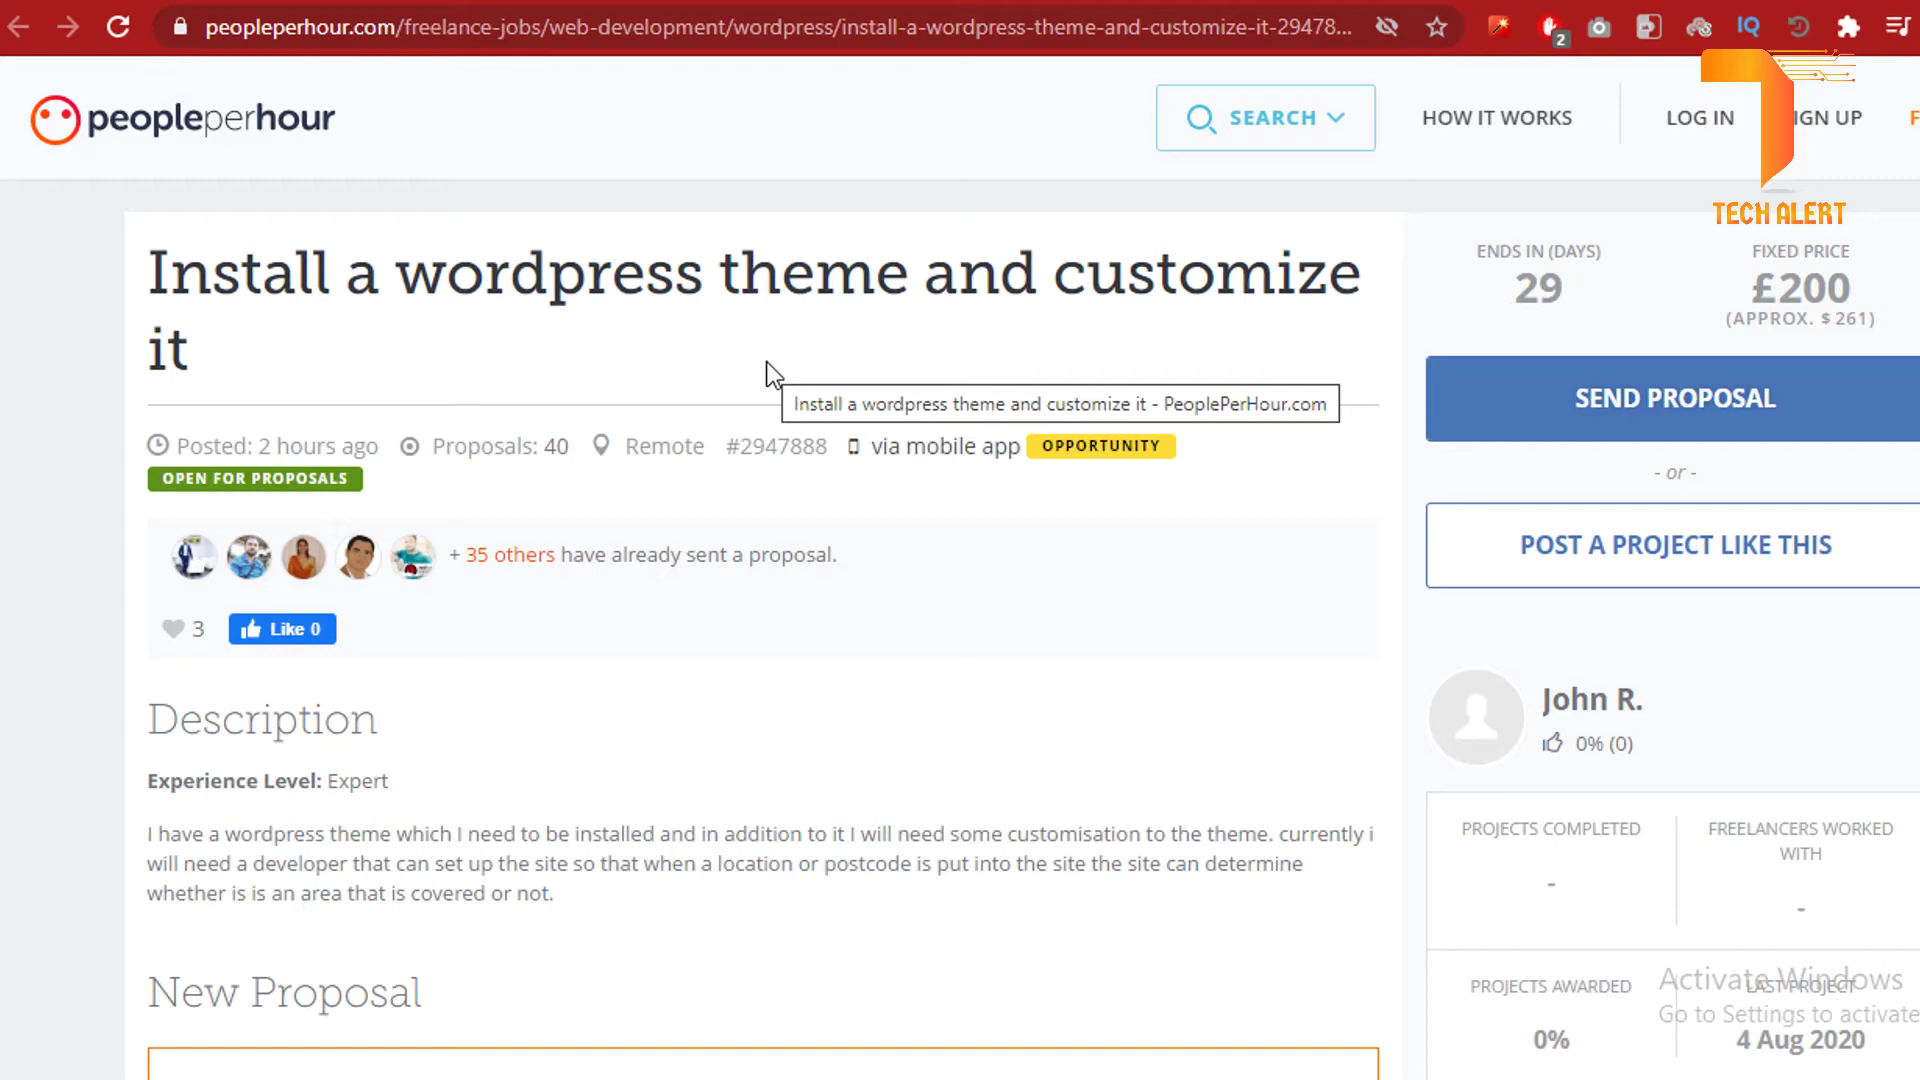 peopleperhour.com/freelance-jobs/web-development/wordpress/install-a-wordpress-theme-and-customize-it-29478...
2
peopleperhour
SEARCH
HOW IT WORKS
LOG IN
IGN UP
F
TECH ALERT
Install a wordpress theme and customize
it
ENDS IN (DAYS)
29
FIXED PRICE
£200
(APPROX. $261)
Install a wordpress theme and customize it - PeoplePerHour.com
SEND PROPOSAL
Posted: 2 hours ago
Proposals: 40
Remote
#2947888
via mobile app
OPPORTUNITY
OPEN FOR PROPOSALS
- or -
POST A PROJECT LIKE THIS
+ 35 others have already sent a proposal.
3
Like 0
John R.
0% (0)
Description
Experience Level: Expert
I have a wordpress theme which I need to be installed and in addition to it I will need some customisation to the theme. currently i
will need a developer that can set up the site so that when a location or postcode is put into the site the site can determine
whether is is an area that is covered or not.
PROJECTS COMPLETED
-
FREELANCERS WORKED
WITH
-
New Proposal
PROJECTS AWARDED
0%
LAST PROJECT
4 Aug 2020
Activate Windows
Go to Settings to activate